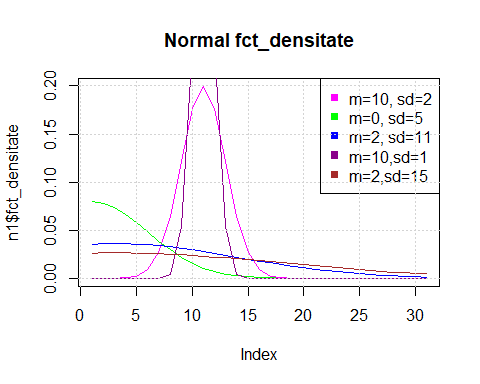 Normal fct_densitate
n1$fct_densitate
0.00 0.05 0.10 0.15 0.20
m=10, sd=2
m=0, sd=5
m=2, sd=11
m=10,sd=1
m=2,sd=15
0 5 10 15 20 25 30
Index